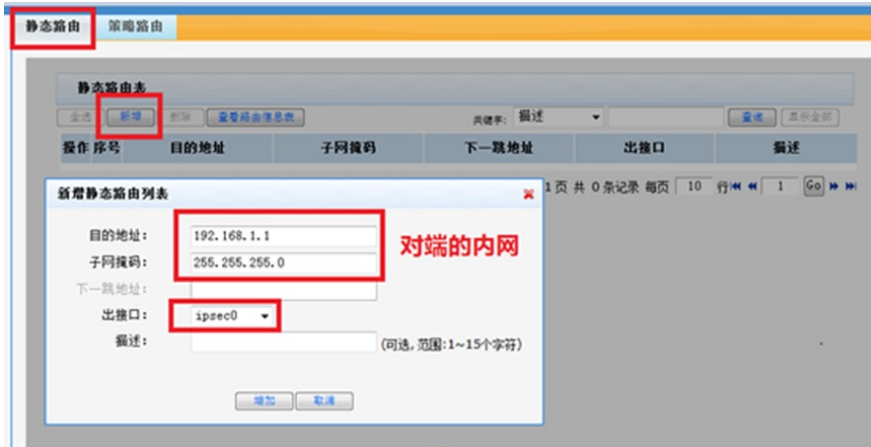 静态路由 策略路由
静态路由表
全选 新增 删除 查看路由信息表 关键字: 描述 查询 显示全部
操作 序号 目的地址 子网掩码 下一跳地址 出接口 描述
1 页 共 0 条记录 每页 10 行 1 Go
新增静态路由列表
目的地址: 192.168.1.1
对端的内网
子网掩码: 255.255.255.0
下一跳地址:
出接口: ipsec0
描述: (可选, 范围:1~15个字符)
增加 取消